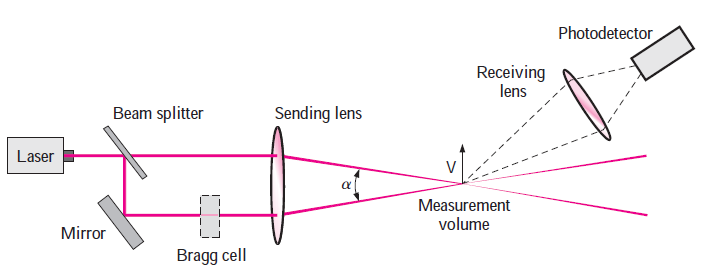 Photodetector
Receiving
lens
Beam splitter
Sending lens
Laser
V
α
Measurement
volume
Mirror
Bragg cell